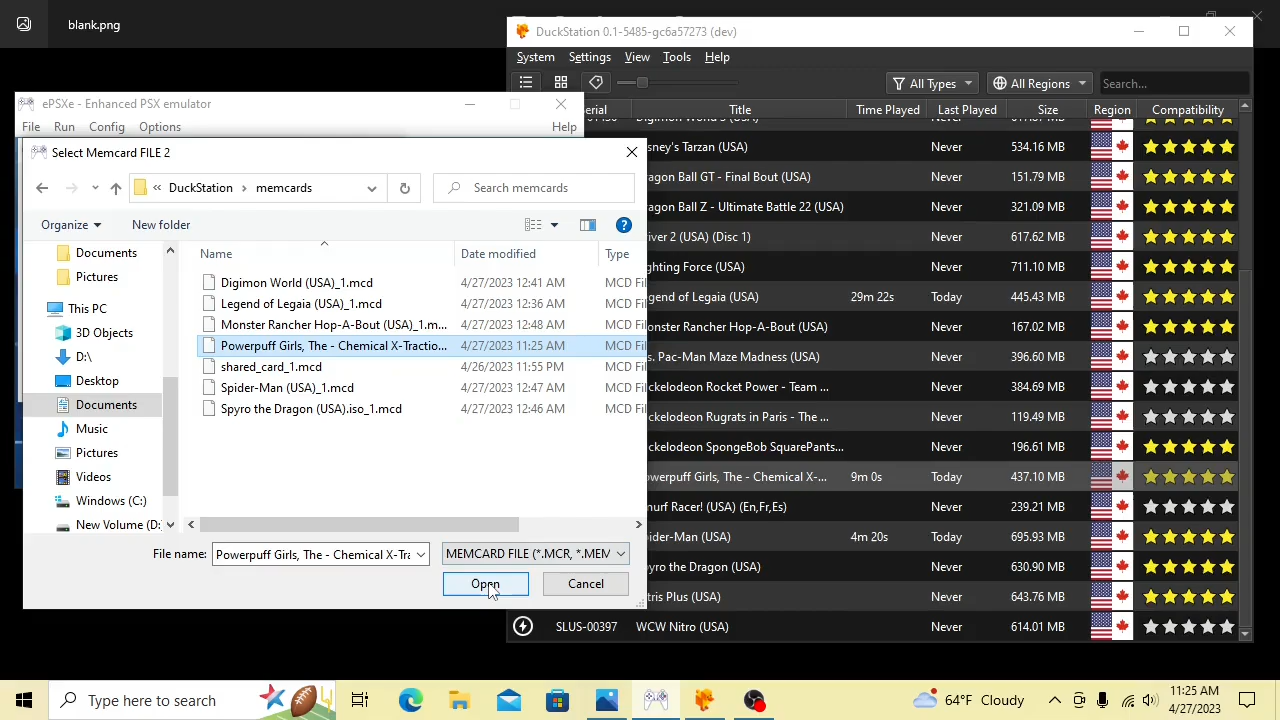 blank.png
DuckStation 0.1-5485-gc6a57273 (dev)
System Settings View Tools Help
All Types All Regions Search...
erial Title Time Played Last Played Size Region Compatibility
sney's Tarzan (USA) Never 534.16 MB
agon Ball GT - Final Bout (USA) Never 151.79 MB
agon Ball Z - Ultimate Battle 22 (USA) Never 321.09 MB
iver 2 (USA) (Disc 1) Never 617.62 MB
ghting Force (USA) Never 711.10 MB
gend of Legaia (USA) 29m 22s Today 445.43 MB
onster Rancher Hop-A-Bout (USA) Never 167.02 MB
s. Pac-Man Maze Madness (USA) Never 396.60 MB
ckelodeon Rocket Power - Team ... Never 384.69 MB
ckelodeon Rugrats in Paris - The ... Never 119.49 MB
ckelodeon SpongeBob SquarePants... Never 196.61 MB
werpuff Girls, The - Chemical X-... 9m 0s Today 437.10 MB
murf Racer! (USA) (En,Fr,Es) Never 239.21 MB
ider-Man (USA) 4m 20s Today 695.93 MB
yro the Dragon (USA) Never 630.90 MB
tris Plus (USA) Never 643.76 MB
SLUS-00397 WCW Nitro (USA) Never 614.01 MB
ePSXe - Enhanced PSX emulator
File Run Config Options Help
Select Memcard FILE 2
« DuckStation › memcards
Search memcards
Organize New folder
Documents
Pictures
This PC
3D Objects
D:\
Desktop
Documents
Music
Pictures
Videos
Windows (C:)
New Volume (D:
Name Date modified Type
Digimon World (USA)_1.mcd 4/27/2023 12:41 AM MCD Fil
Legend of Legaia (USA)_1.mcd 4/27/2023 12:36 AM MCD Fil
Monster Rancher Hop-A-Bout (USA)_1.m... 4/27/2023 12:48 AM MCD Fil
Powerpuff Girls, The - Chemical X-Tractio... 4/27/2023 11:25 AM MCD Fil
shared_card_1.mcd 4/26/2023 11:55 PM MCD Fil
Spider-Man (USA)_1.mcd 4/27/2023 12:47 AM MCD Fil
Spyro the Dragon (USA).iso_1.mcd 4/27/2023 12:46 AM MCD Fil
File name: Powerpuff Girls, The - Chemical X-Tr MEMCARD FILE (*.MCR, *.MEM
Open Cancel
Type here to search
64°F Cloudy
11:25 AM
4/27/2023